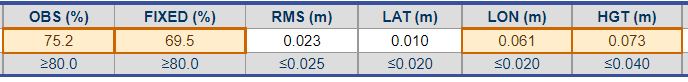 OBS (%) FIXED (%) RMS (m) LAT (m) LON (m) HGT (m)
75.2 69.5 0.023 0.010 0.061 0.073
≥80.0 ≥80.0 ≤0.025 ≤0.020 ≤0.020 ≤0.040